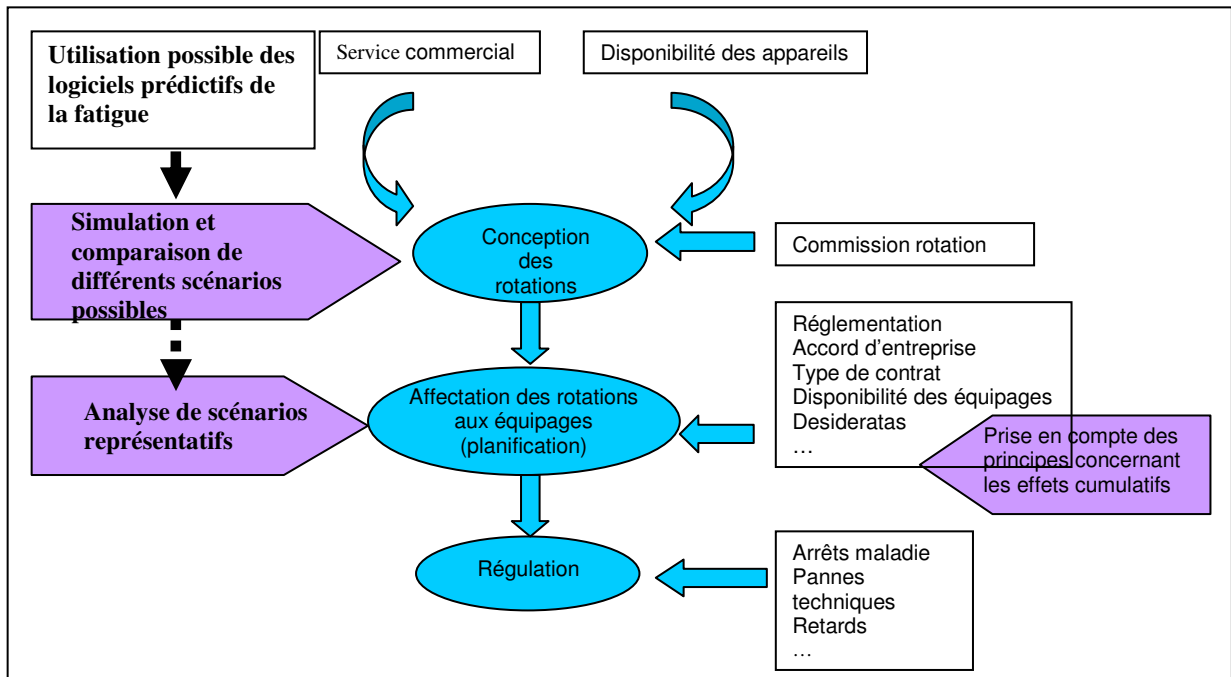 Utilisation possible des
logiciels prédictifs de
la fatigue
Service commercial
Disponibilité des appareils
Simulation et
comparaison de
différents scénarios
possibles
Conception
des
rotations
Commission rotation
Analyse de scénarios
représentatifs
Affectation des rotations
aux équipages
(planification)
Réglementation
Accord d'entreprise
Type de contrat
Disponibilité des équipages
Desideratas
…
Prise en compte des
principes concernant
les effets cumulatifs
Régulation
Arrêts maladie
Pannes
techniques
Retards
…